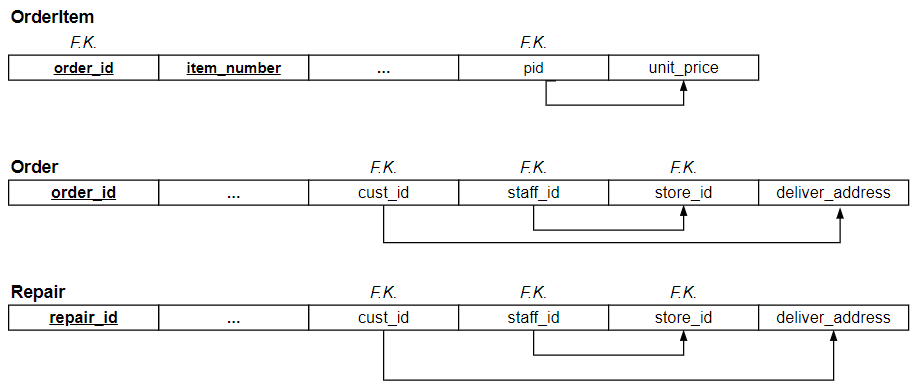 OrderItem
F.K. F.K.
order_id item_number ... pid unit_price
Order
F.K. F.K. F.K.
order_id ... cust_id staff_id store_id deliver_address
Repair
F.K. F.K. F.K.
repair_id ... cust_id staff_id store_id deliver_address